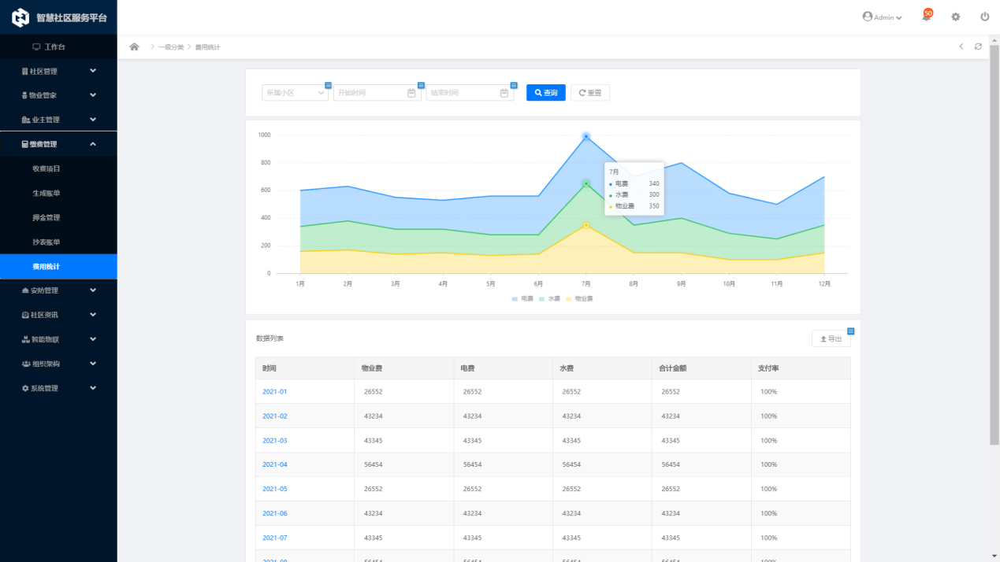 智慧社区服务平台
Admin
50
工作台
一级分类
费用统计
社区管理
物业管家
业主管理
缴费管理
收费项目
生成账单
押金管理
抄表账单
费用统计
安防管理
社区资讯
智能物联
组织架构
系统管理
所属小区
开始时间
结束时间
查询
重置
1000
800
600
400
200
0
7月
电费 340
水费 300
物业费 350
1月 2月 3月 4月 5月 6月 7月 8月 9月 10月 11月 12月
电费 水费 物业费
数据列表
导出
时间 物业费 电费 水费 合计金额 支付率
2021-01 26552 26552 26552 26552 100%
2021-02 43234 43234 43234 43234 100%
2021-03 43345 43345 43345 43345 100%
2021-04 56454 56454 56454 56454 100%
2021-05 26552 26552 26552 26552 100%
2021-06 43234 43234 43234 43234 100%
2021-07 43345 43345 43345 43345 100%